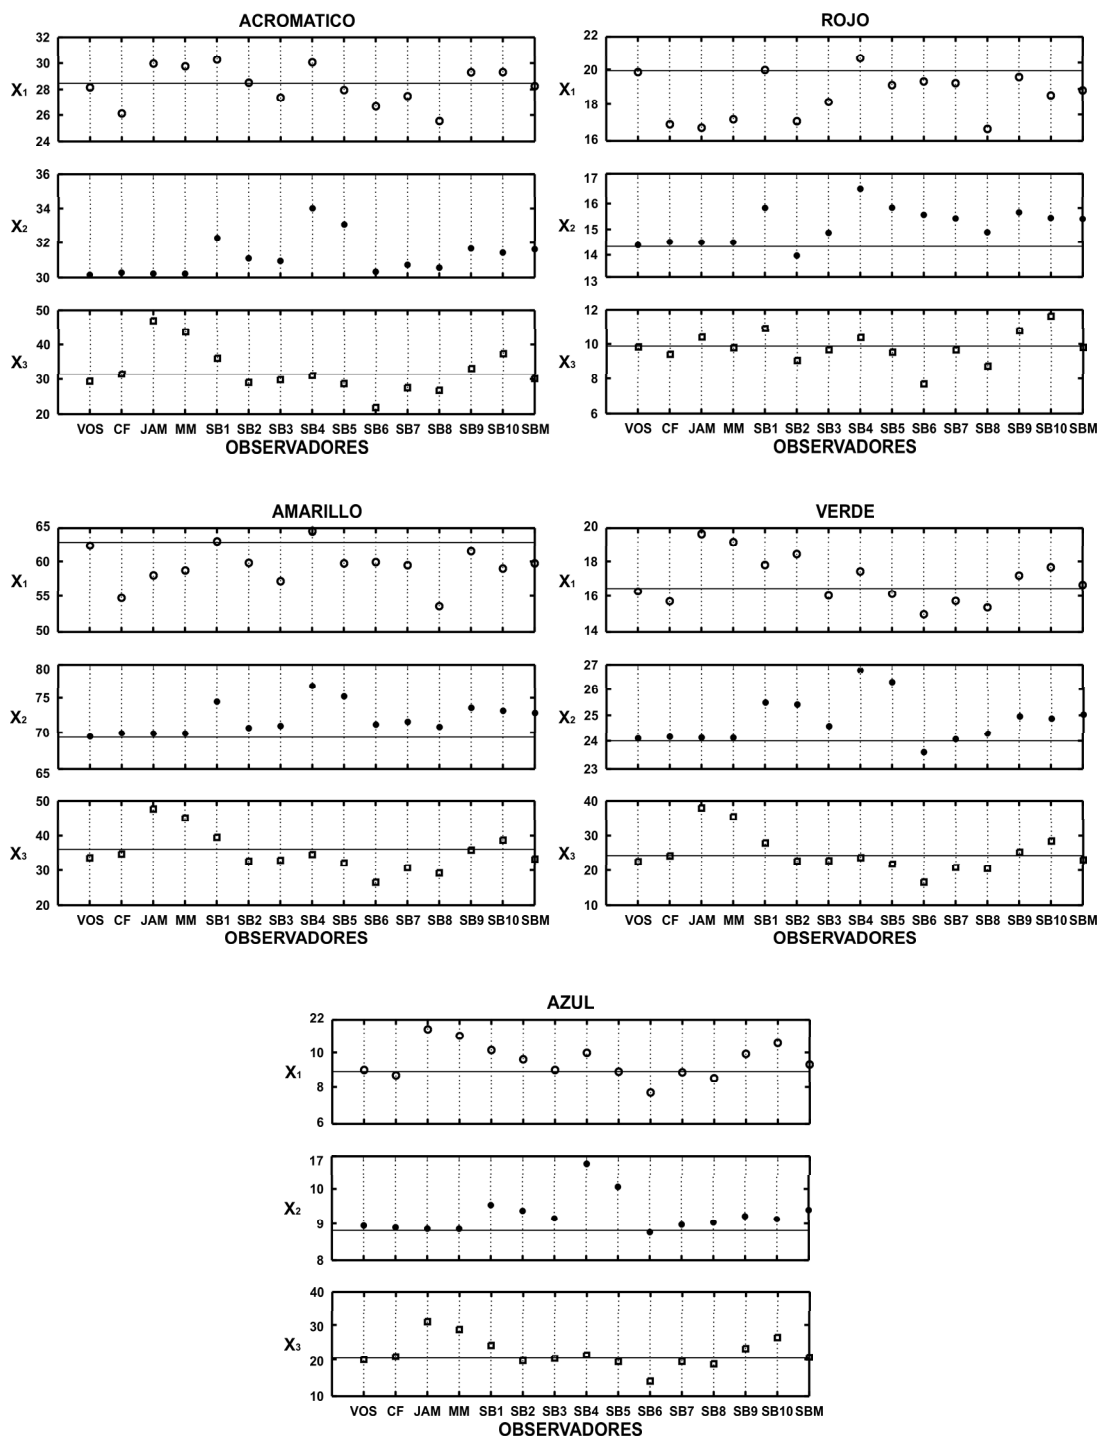 ACROMATICO
32
30
28
26
24
X1
36
34
32
30
X2
50
40
30
20
X3
VOS CF JAM MM SB1 SB2 SB3 SB4 SB5 SB6 SB7 SB8 SB9 SB10 SBM
OBSERVADORES
ROJO
22
20
18
16
X1
17
16
15
14
13
X2
12
10
8
6
X3
VOS CF JAM MM SB1 SB2 SB3 SB4 SB5 SB6 SB7 SB8 SB9 SB10 SBM
OBSERVADORES
AMARILLO
65
60
55
50
X1
80
75
70
65
X2
50
40
30
20
X3
VOS CF JAM MM SB1 SB2 SB3 SB4 SB5 SB6 SB7 SB8 SB9 SB10 SBM
OBSERVADORES
VERDE
20
18
16
14
X1
27
26
25
24
23
X2
40
30
20
10
X3
VOS CF JAM MM SB1 SB2 SB3 SB4 SB5 SB6 SB7 SB8 SB9 SB10 SBM
OBSERVADORES
AZUL
22
10
8
6
X1
17
10
9
8
X2
40
30
20
10
X3
VOS CF JAM MM SB1 SB2 SB3 SB4 SB5 SB6 SB7 SB8 SB9 SB10 SBM
OBSERVADORES